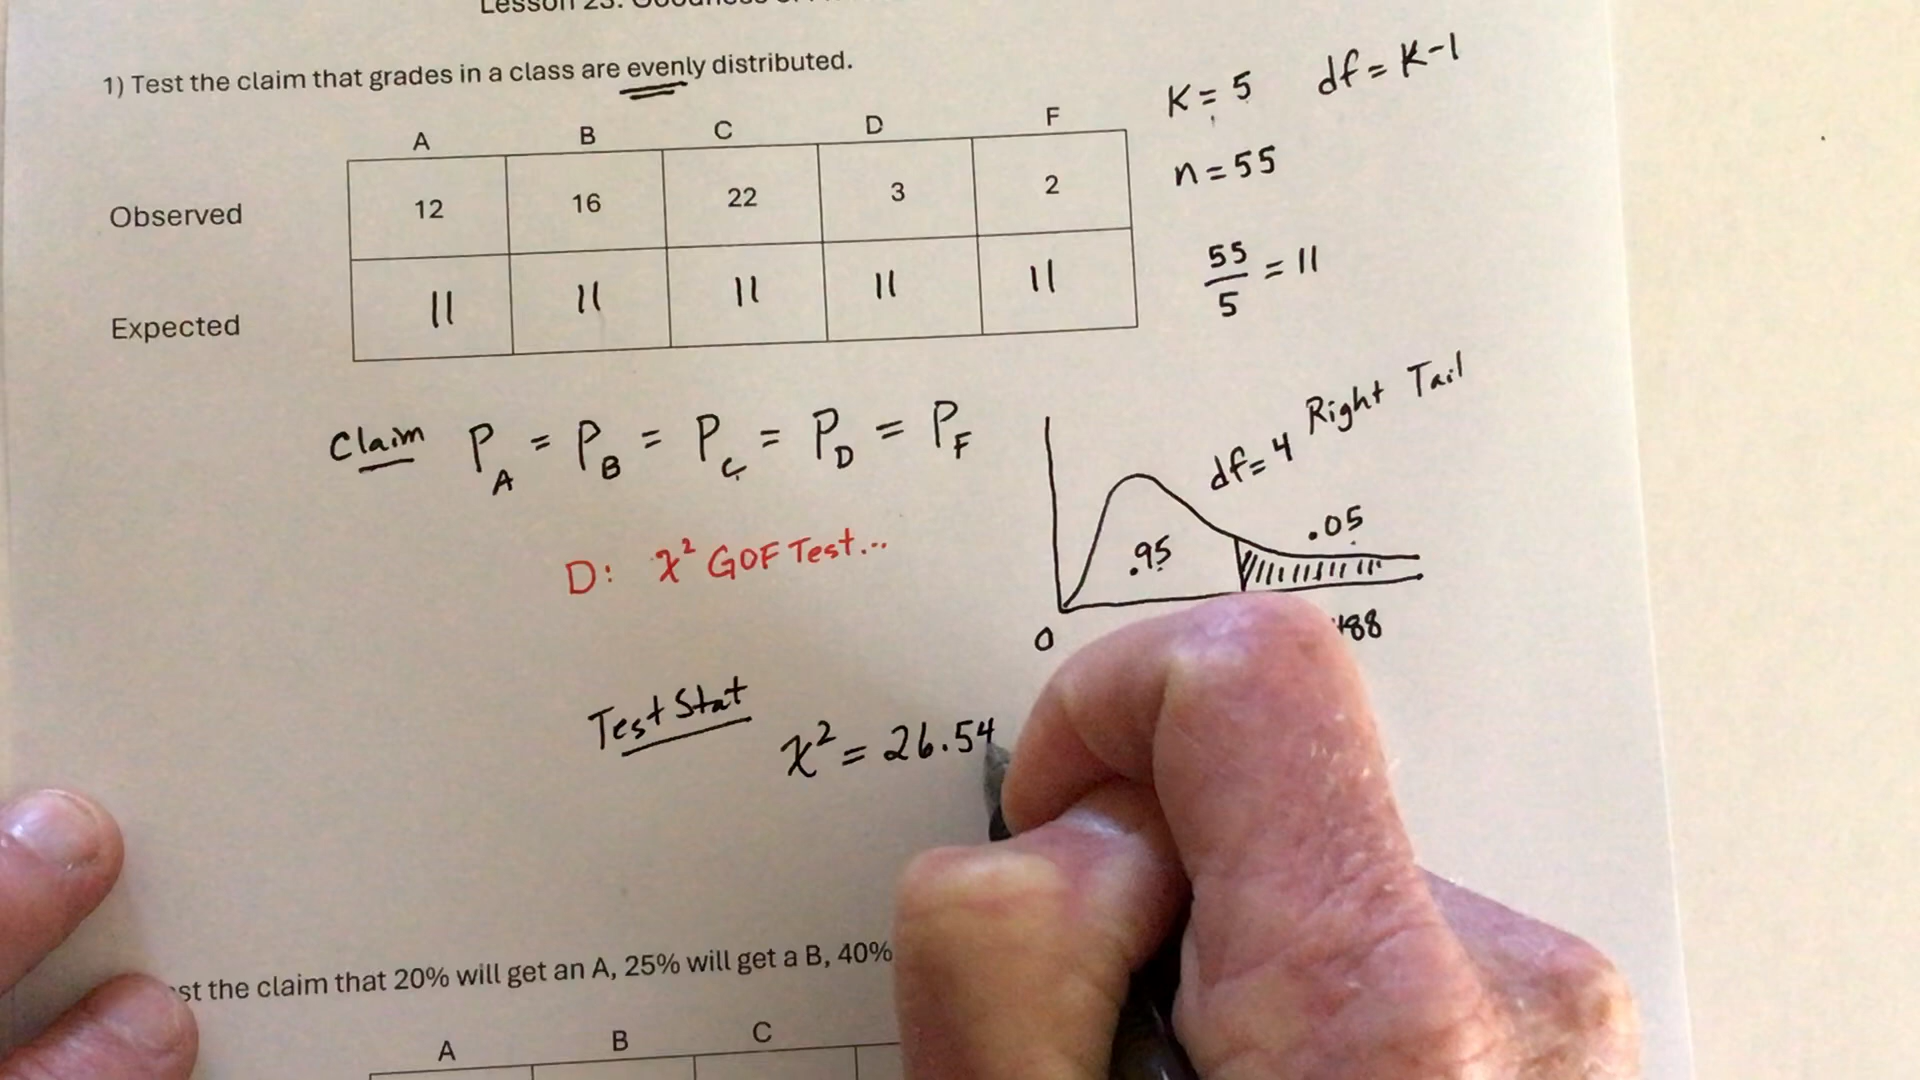 1) Test the claim that grades in a class are evenly distributed.
K = 5 df = K-1
n = 55
A B C D F
Observed 12 16 22 3 2
Expected 11 11 11 11 11
55
5
= 11
Claim P_A = P_B = P_C = P_D = P_F
Right Tail
df = 4
.95 .05
0
D: χ² GOF Test...
Test Stat
χ² = 26.54
the claim that 20% will get an A, 25% will get a B, 40%
A B C